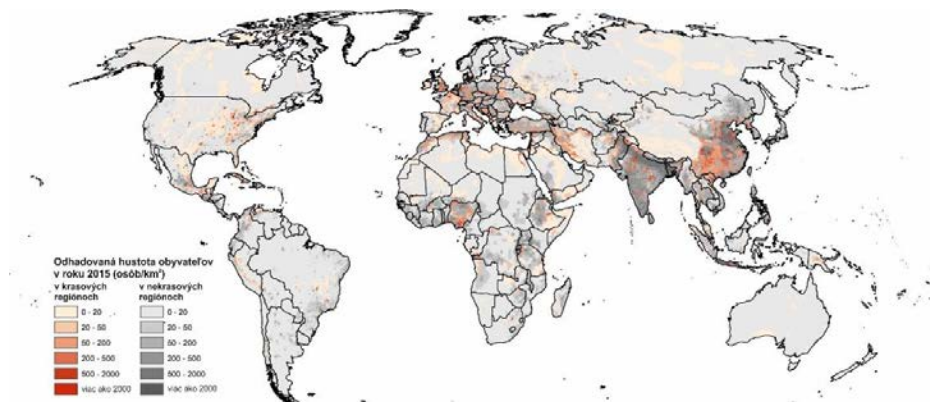 Odhadovaná hustota obyvateľov
v roku 2015 (osôb/km²)
v krasových regiónoch
v nekrasových regiónoch
0 - 20
0 - 20
20 - 50
20 - 50
50 - 200
50 - 200
200 - 500
200 - 500
500 - 2000
500 - 2000
viac ako 2000
viac ako 2000